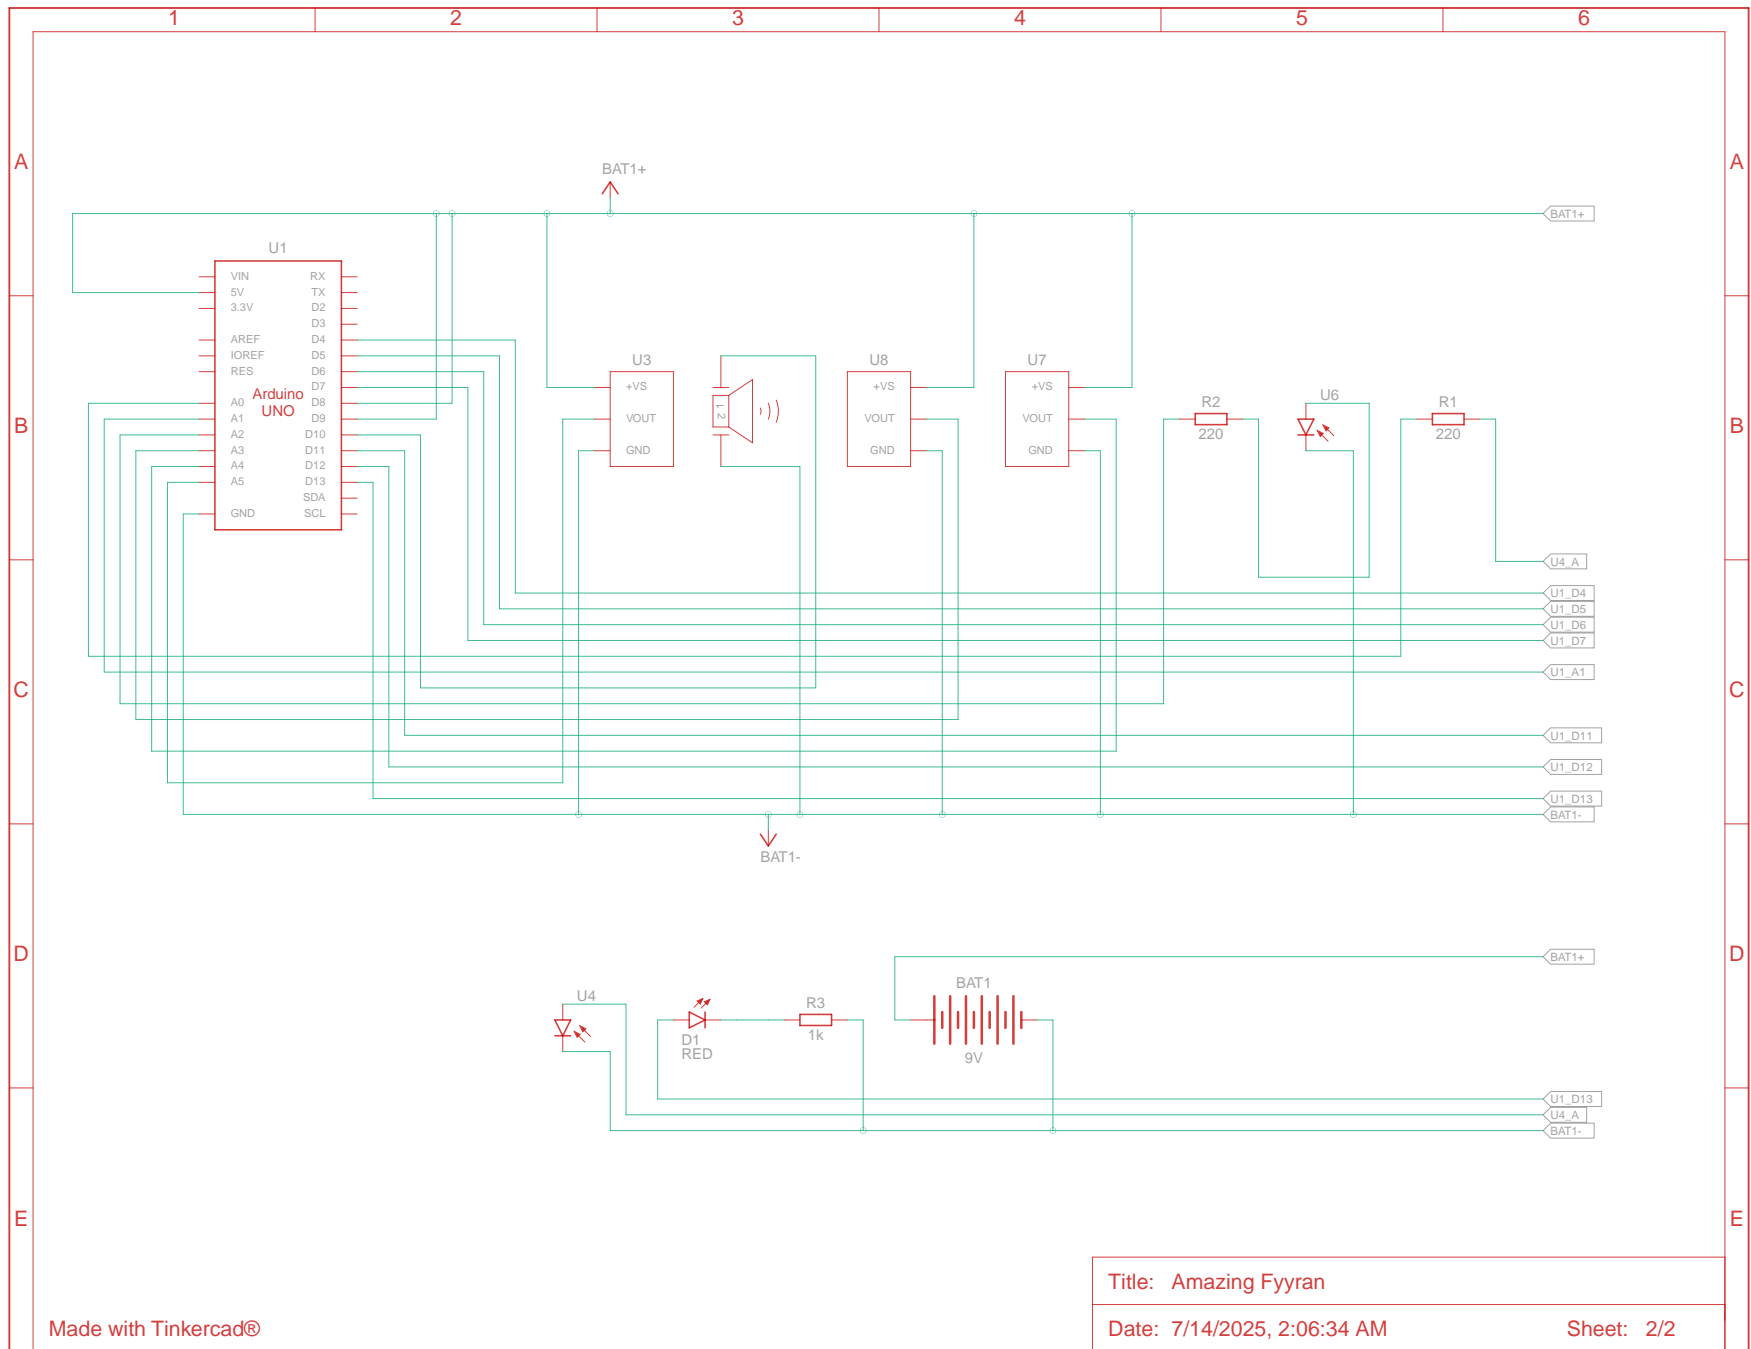 1 2 3 4 5 6
A A
BAT1+
BAT1+
U1
VIN RX
5V TX
3.3V D2
D3
AREF D4
IOREF D5
RES D6
D7
Arduino
UNO
A0 D8
A1 D9
A2 D10
A3 D11
A4 D12
A5 D13
SDA
GND SCL
U3
+VS
VOUT
GND
1
2
U8
+VS
VOUT
GND
U7
+VS
VOUT
GND
R2
220
U6
R1
220
B B
U4_A
U1_D4
U1_D5
U1_D6
U1_D7
U1_A1
C C
U1_D11
U1_D12
U1_D13
BAT1-
BAT1-
D D
BAT1+
U4
D1
RED
R3
1k
BAT1
9V
U1_D13
U4_A
BAT1-
E E
Title: Amazing Fyyran
Made with Tinkercad®
Date: 7/14/2025, 2:06:34 AM Sheet: 2/2